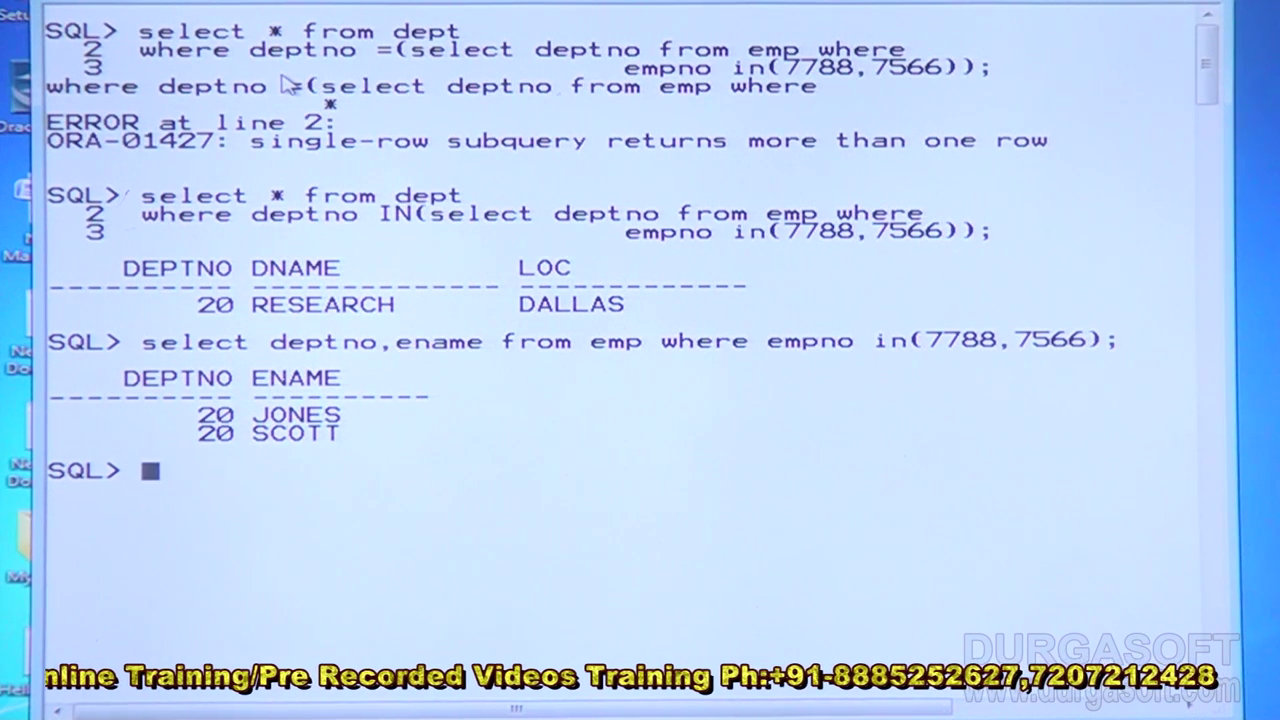 SQL> select * from dept
2 where deptno =(select deptno from emp where
3 empno in(7788,7566));
where deptno =(select deptno from emp where
*
ERROR at line 2:
ORA-01427: single-row subquery returns more than one row
SQL> select * from dept
2 where deptno IN(select deptno from emp where
3 empno in(7788,7566));
DEPTNO DNAME LOC
---------- -------------- -------------
20 RESEARCH DALLAS
SQL> select deptno,ename from emp where empno in(7788,7566);
DEPTNO ENAME
---------- ----------
20 JONES
20 SCOTT
SQL>
DURGASOFT
nline Training/Pre Recorded Videos Training Ph:+91-8885252627,7207212428
www.durgasoft.com